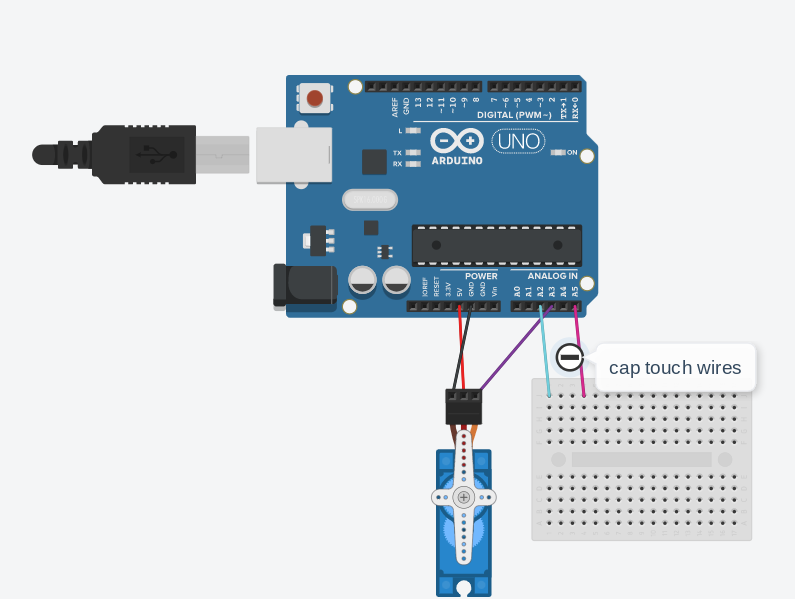 AREF
GND
13
12
~11
~10
~9
8
7
~6
~5
4
~3
2
TX→1
RX←0
DIGITAL (PWM~)
L
TX
RX
ARDUINO
UNO
ON
POWER
ANALOG IN
IOREF
RESET
3.3V
5V
GND
GND
Vin
A0
A1
A2
A3
A4
A5
cap touch wires